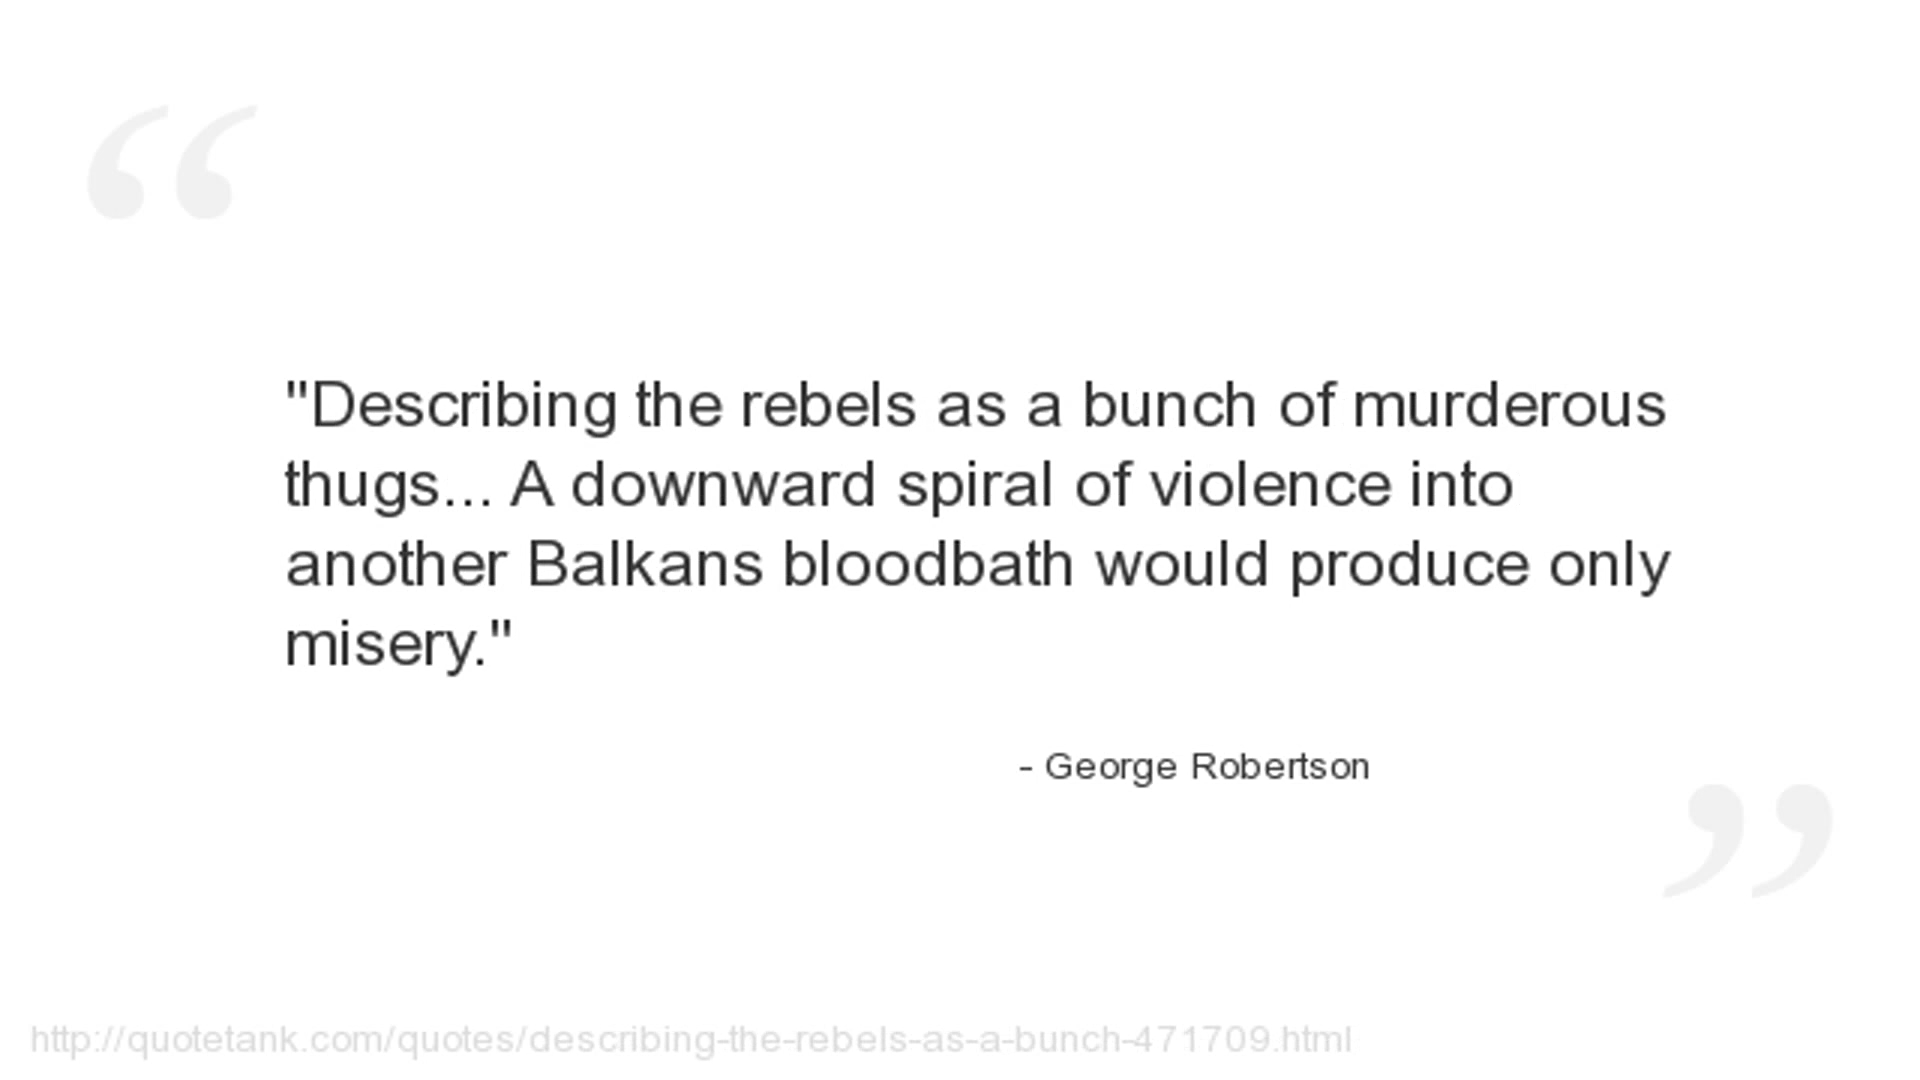 "Describing the rebels as a bunch of murderous
thugs... A downward spiral of violence into
another Balkans bloodbath would produce only
misery."
- George Robertson
http://quotetank.com/quotes/describing-the-rebels-as-a-bunch-471709.html